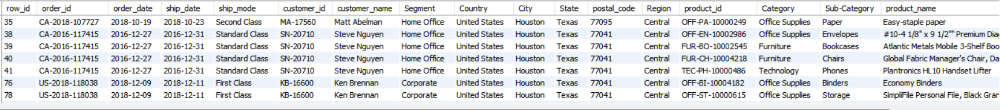 row_id order_id order_date ship_date ship_mode customer_id customer_name Segment Country City State postal_code Region product_id Category Sub-Category product_name
35 CA-2018-107727 2018-10-19 2018-10-23 Second Class MA-17560 Matt Abelman Home Office United States Houston Texas 77095 Central OFF-PA-10000249 Office Supplies Paper Easy-staple paper
38 CA-2016-117415 2016-12-27 2016-12-31 Standard Class SN-20710 Steve Nguyen Home Office United States Houston Texas 77041 Central OFF-EN-10002986 Office Supplies Envelopes #10-4 1/8" x 9 1/2"" Premium Diag
39 CA-2016-117415 2016-12-27 2016-12-31 Standard Class SN-20710 Steve Nguyen Home Office United States Houston Texas 77041 Central FUR-BO-10002545 Furniture Bookcases Atlantic Metals Mobile 3-Shelf Boo
40 CA-2016-117415 2016-12-27 2016-12-31 Standard Class SN-20710 Steve Nguyen Home Office United States Houston Texas 77041 Central FUR-CH-10004218 Furniture Chairs Global Fabric Manager's Chair, Da
41 CA-2016-117415 2016-12-27 2016-12-31 Standard Class SN-20710 Steve Nguyen Home Office United States Houston Texas 77041 Central TEC-PH-10000486 Technology Phones Plantronics HL10 Handset Lifter
76 US-2018-118038 2018-12-09 2018-12-11 First Class KB-16600 Ken Brennan Corporate United States Houston Texas 77041 Central OFF-BI-10004182 Office Supplies Binders Economy Binders
78 US-2018-118038 2018-12-09 2018-12-11 First Class KB-16600 Ken Brennan Corporate United States Houston Texas 77041 Central OFF-ST-10000615 Office Supplies Storage SimpliFile Personal File, Black Gran